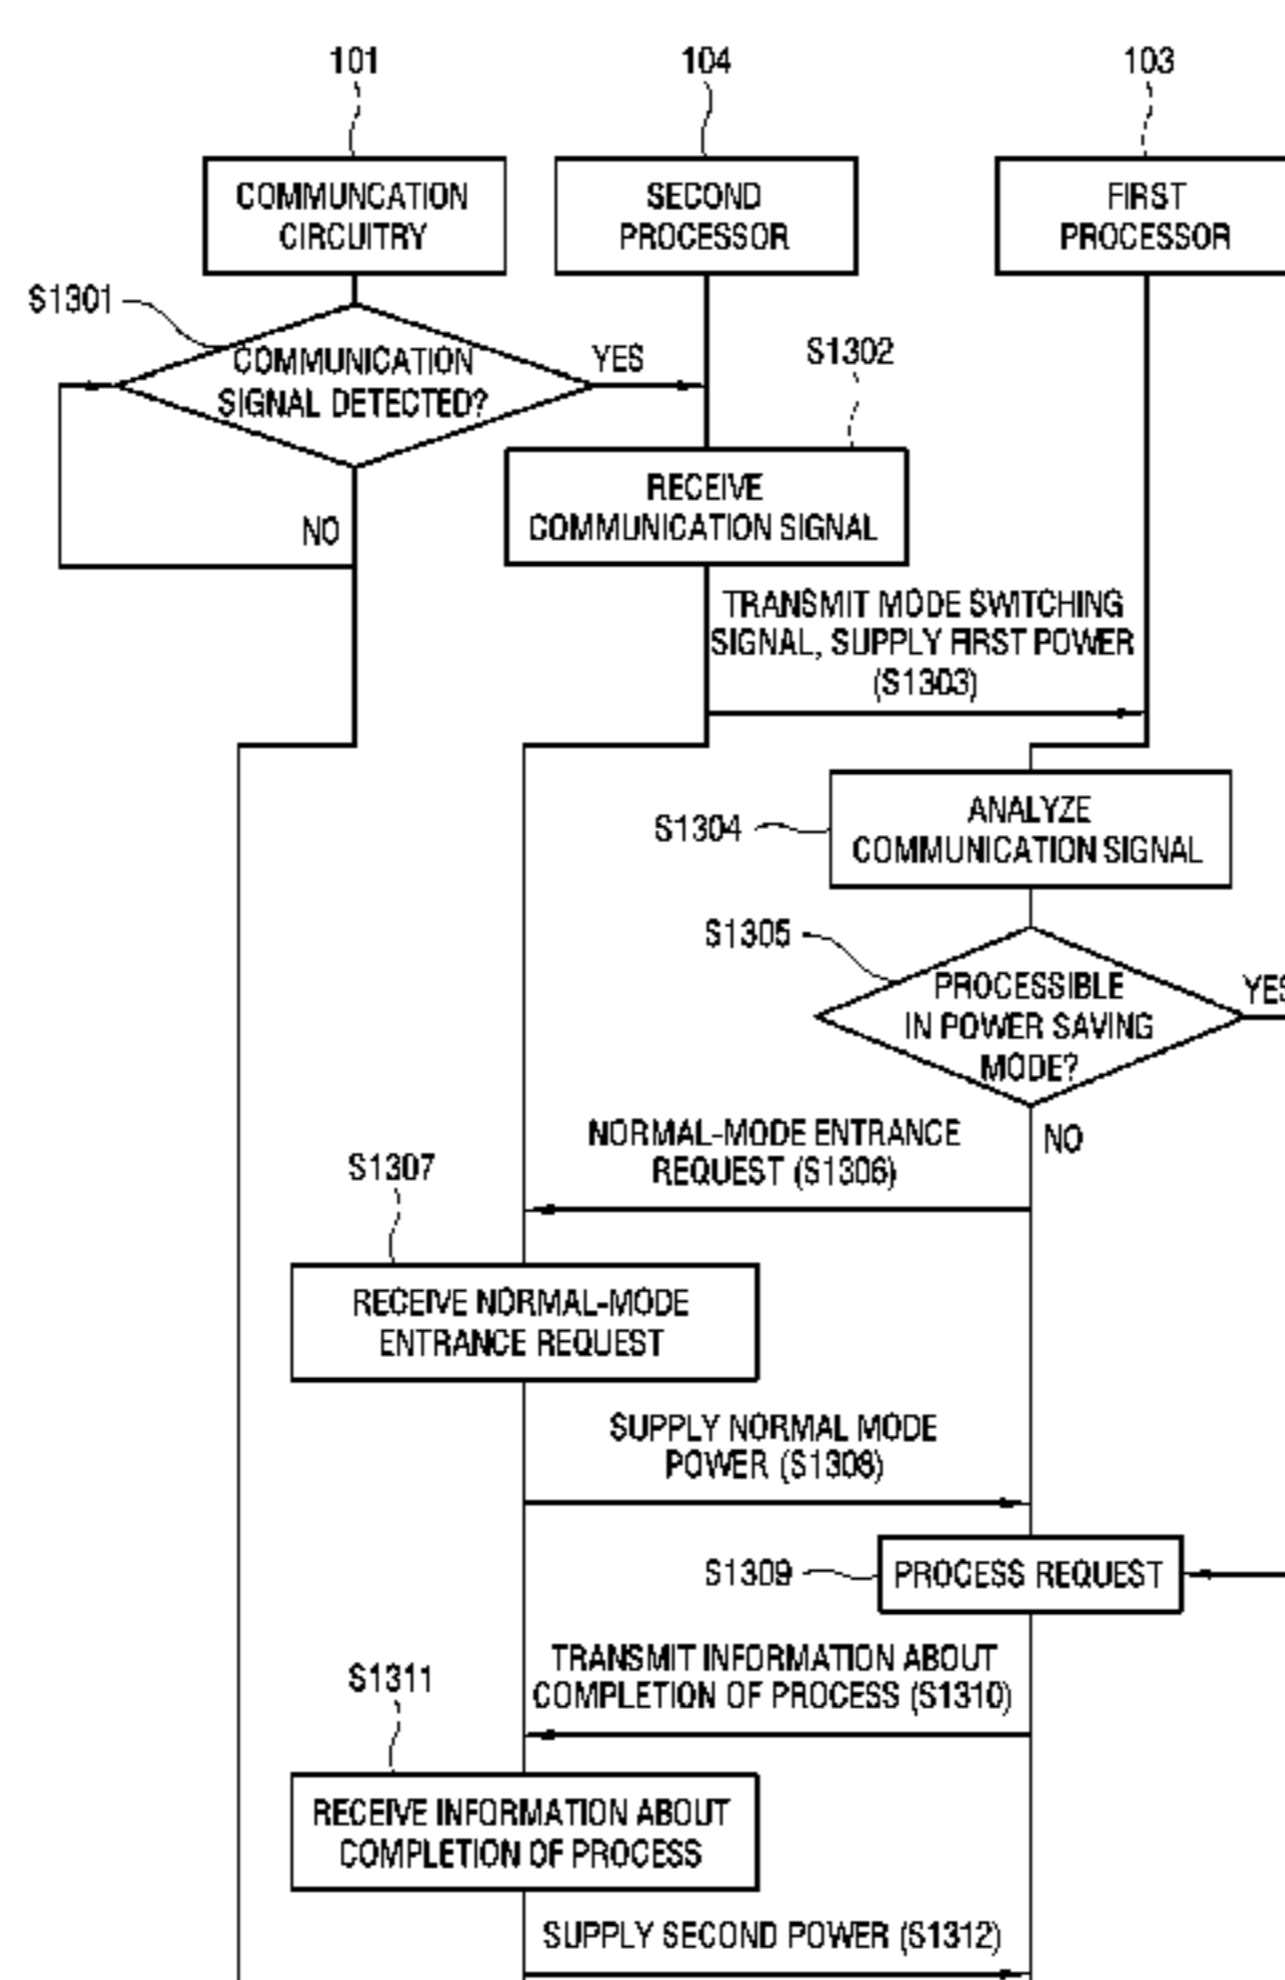 101
104
103
COMMUNCATION
CIRCUITRY
SECOND
PROCESSOR
FIRST
PROCESSOR
S1301
COMMUNICATION
SIGNAL DETECTED?
YES
S1302
NO
RECEIVE
COMMUNICATION SIGNAL
TRANSMIT MODE SWITCHING
SIGNAL, SUPPLY FIRST POWER
(S1303)
S1304
ANALYZE
COMMUNICATION SIGNAL
S1305
PROCESSIBLE
IN POWER SAVING
MODE?
YES
NO
NORMAL-MODE ENTRANCE
REQUEST (S1306)
S1307
RECEIVE NORMAL-MODE
ENTRANCE REQUEST
SUPPLY NORMAL MODE
POWER (S1308)
S1309
PROCESS REQUEST
TRANSMIT INFORMATION ABOUT
COMPLETION OF PROCESS (S1310)
S1311
RECEIVE INFORMATION ABOUT
COMPLETION OF PROCESS
SUPPLY SECOND POWER (S1312)